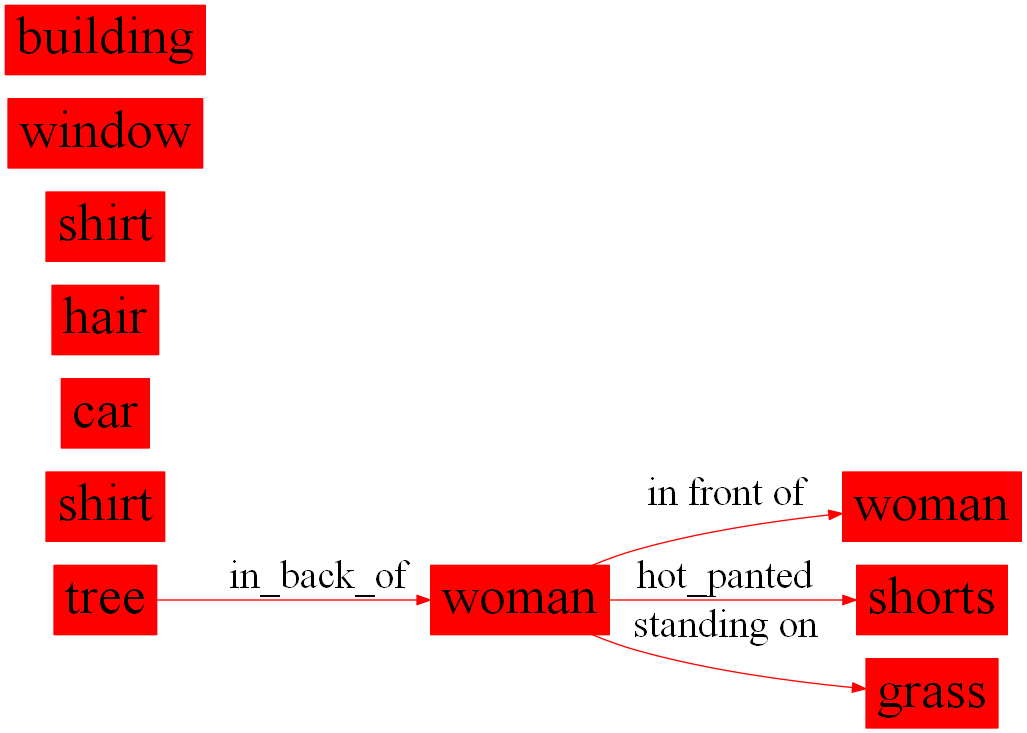 building
window
shirt
hair
car
shirt
in front of
woman
tree
in_back_of
woman
hot_panted
shorts
standing on
grass